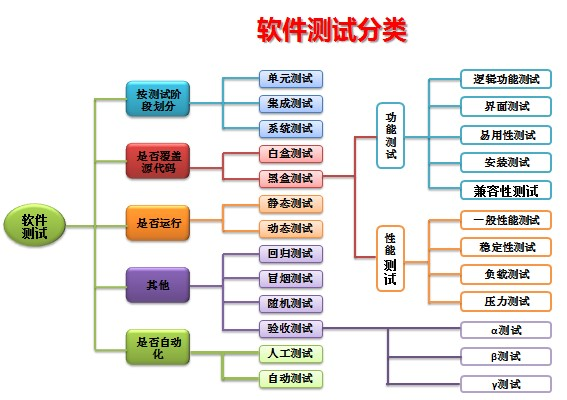 软件测试分类
软件
测试
按测试阶
段划分
单元测试
集成测试
系统测试
是否覆盖
源代码
白盒测试
黑盒测试
功能测试
逻辑功能测试
界面测试
易用性测试
安装测试
兼容性测试
性能测试
一般性能测试
稳定性测试
负载测试
压力测试
是否运行
静态测试
动态测试
其他
回归测试
冒烟测试
随机测试
验收测试
α测试
β测试
γ测试
是否自动
化
人工测试
自动测试